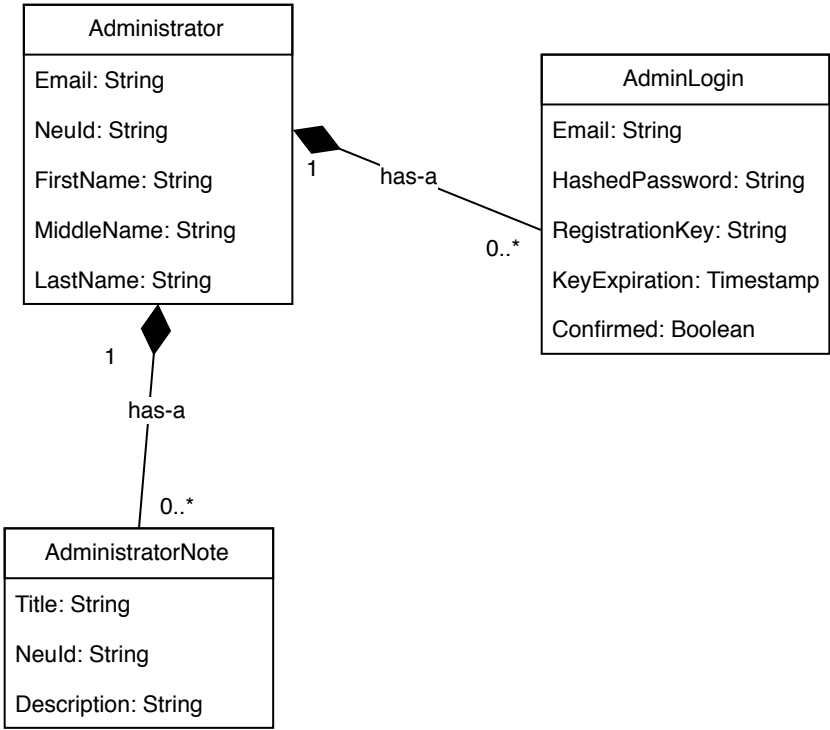 Administrator
Email: String
NeuId: String
FirstName: String
MiddleName: String
LastName: String
1
has-a
0..*
AdminLogin
Email: String
HashedPassword: String
RegistrationKey: String
KeyExpiration: Timestamp
Confirmed: Boolean
1
has-a
0..*
AdministratorNote
Title: String
NeuId: String
Description: String